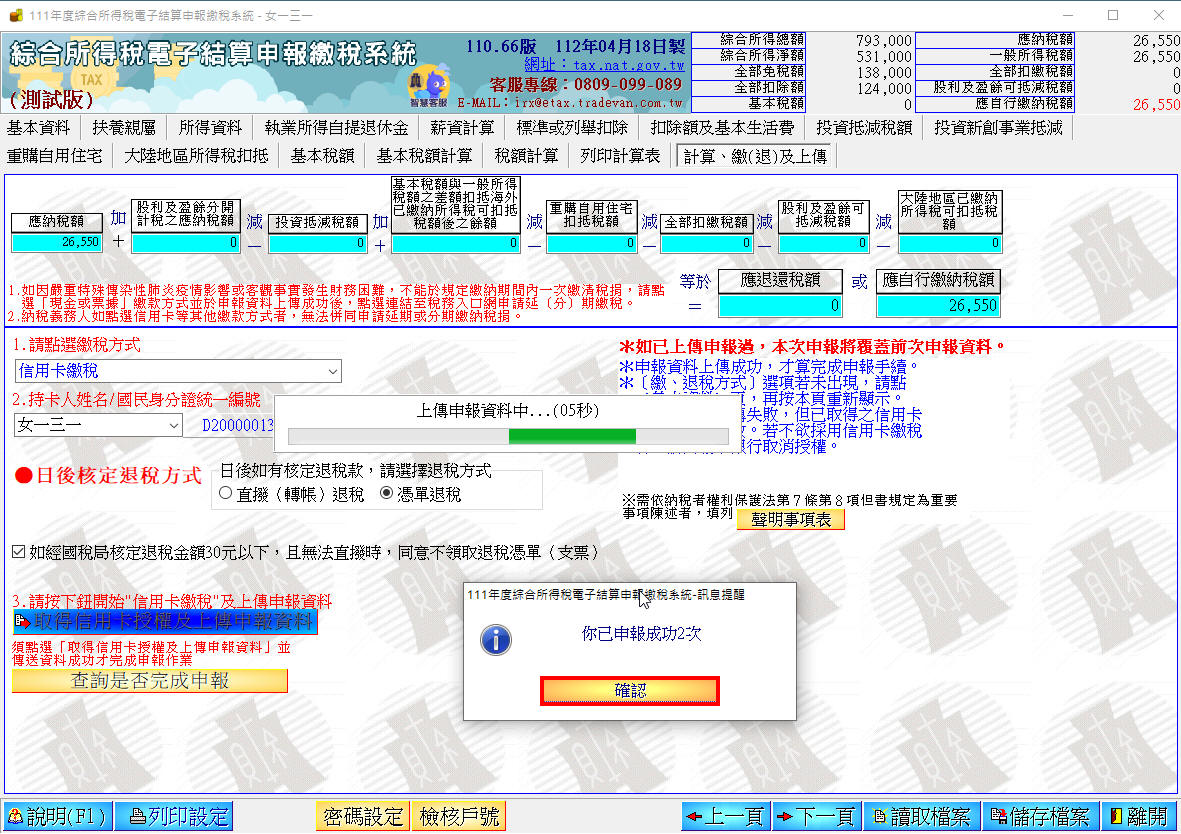 111年度綜合所得稅電子結算申報繳稅系統 - 女一三一
綜合所得稅電子結算申報繳稅系統
(測試版)
TAX
110.66版 112年04月18日製
網址：tax.nat.gov.tw
客服專線：0809-099-089
E-MAIL：irx@etax.tradevan.com.tw
智慧客服
綜合所得總額 793,000 應納稅額 26,550
綜合所得淨額 531,000 一般所得稅額 26,550
全部免稅額 138,000 全部扣繳稅額 0
全部扣除額 124,000 股利及盈餘可抵減稅額 0
基本稅額 0 應自行繳納稅額 26,550
基本資料 扶養親屬 所得資料 執業所得自提退休金 薪資計算 標準或列舉扣除 扣除額及基本生活費 投資抵減稅額 投資新創事業抵減
重購自用住宅 大陸地區所得稅扣抵 基本稅額 基本稅額計算 稅額計算 列印計算表 計算、繳(退)及上傳
應納稅額
26,550
加
＋
股利及盈餘分開
計稅之應納稅額
0
減
－
投資抵減稅額
0
加
＋
基本稅額與一般所得
稅額之差額扣抵海外
已繳納所得稅可扣抵
稅額後之餘額
0
減
－
重購自用住宅
扣抵稅額
0
減
－
全部扣繳稅額
0
減
－
股利及盈餘可
抵減稅額
0
減
－
大陸地區已繳納
所得稅可扣抵稅
額
0
等於
＝
應退還稅額
0
或
應自行繳納稅額
26,550
1.如因嚴重特殊傳染性肺炎疫情影響或客觀事實發生財務困難，不能於規定繳納期間內一次繳清稅捐，請點
選「現金或票據」繳款方式並於申報資料上傳成功後，點選連結至稅務入口網申請延（分）期繳稅。
2.納稅義務人如點選信用卡等其他繳款方式者，無法併同申請延期或分期繳納稅捐。
1.請點選繳稅方式
信用卡繳稅
2.持卡人姓名/國民身分證統一編號
女一三一
D20000013
＊如已上傳申報過，本次申報將覆蓋前次申報資料。
＊申報資料上傳成功，才算完成申報手續。
＊〔繳、退稅方式〕選項若未出現，請點
，再按本頁重新顯示。
失敗，但已取得之信用卡
。若不欲採用信用卡繳稅
行取消授權。
上傳申報資料中...(05秒)
●日後核定退稅方式
日後如有核定退稅款，請選擇退稅方式
直撥（轉帳）退稅 憑單退稅
※需依納稅者權利保護法第７條第８項但書規定為重要
事項陳述者，填列 聲明事項表
如經國稅局核定退稅金額30元以下，且無法直撥時，同意不領取退稅憑單（支票）
3.請按下鈕開始"信用卡繳稅"及上傳申報資料
取得信用卡授權及上傳申報資料
須點選「取得信用卡授權及上傳申報資料」並
傳送資料成功才完成申報作業
查詢是否完成申報
111年度綜合所得稅電子結算申報繳稅系統-訊息提醒
你已申報成功2次
確認
說明(F1) 列印設定 密碼設定 檢核戶號 上一頁 下一頁 讀取檔案 儲存檔案 離開